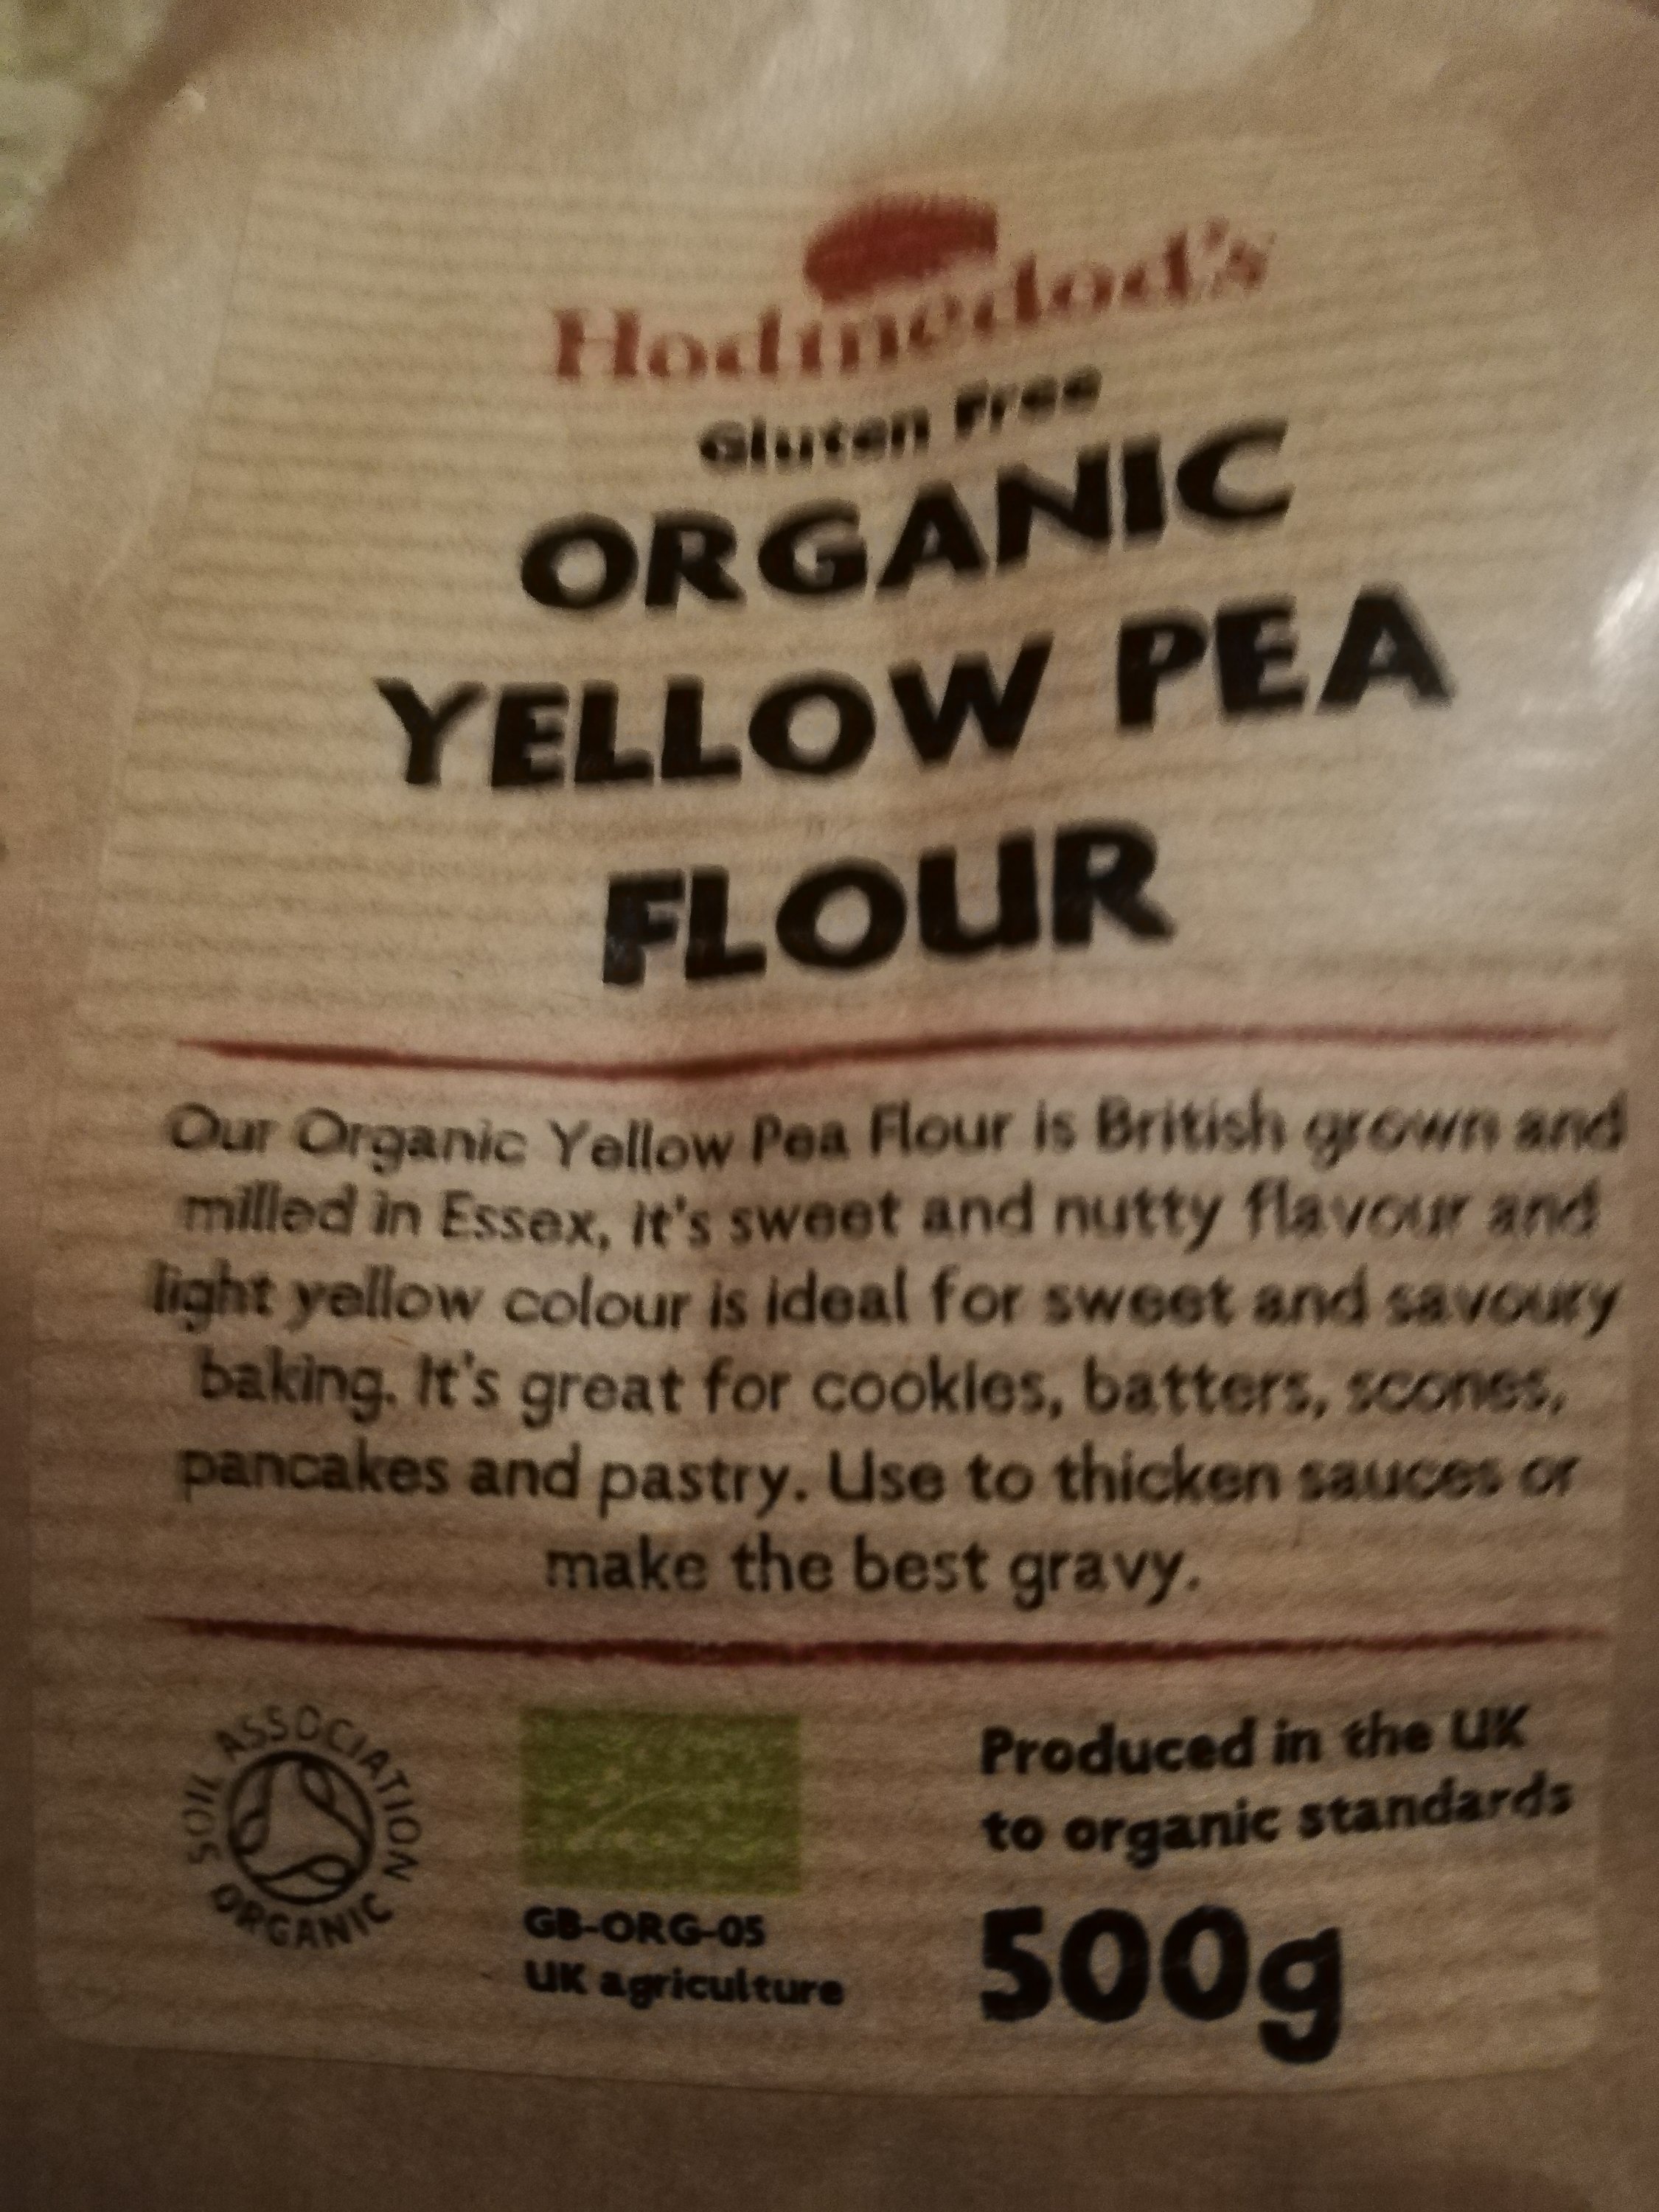 Hodmedod's
Gluten Free
ORGANIC
YELLOW PEA
FLOUR
Our Organic Yellow Pea Flour is British grown and
milled in Essex, it's sweet and nutty flavour and
light yellow colour is ideal for sweet and savoury
baking. It's great for cookies, batters, scones,
pancakes and pastry. Use to thicken sauces or
make the best gravy.
SOIL ASSOCIATION
ORGANIC
GB-ORG-05
UK agriculture
Produced in the UK
to organic standards
500g